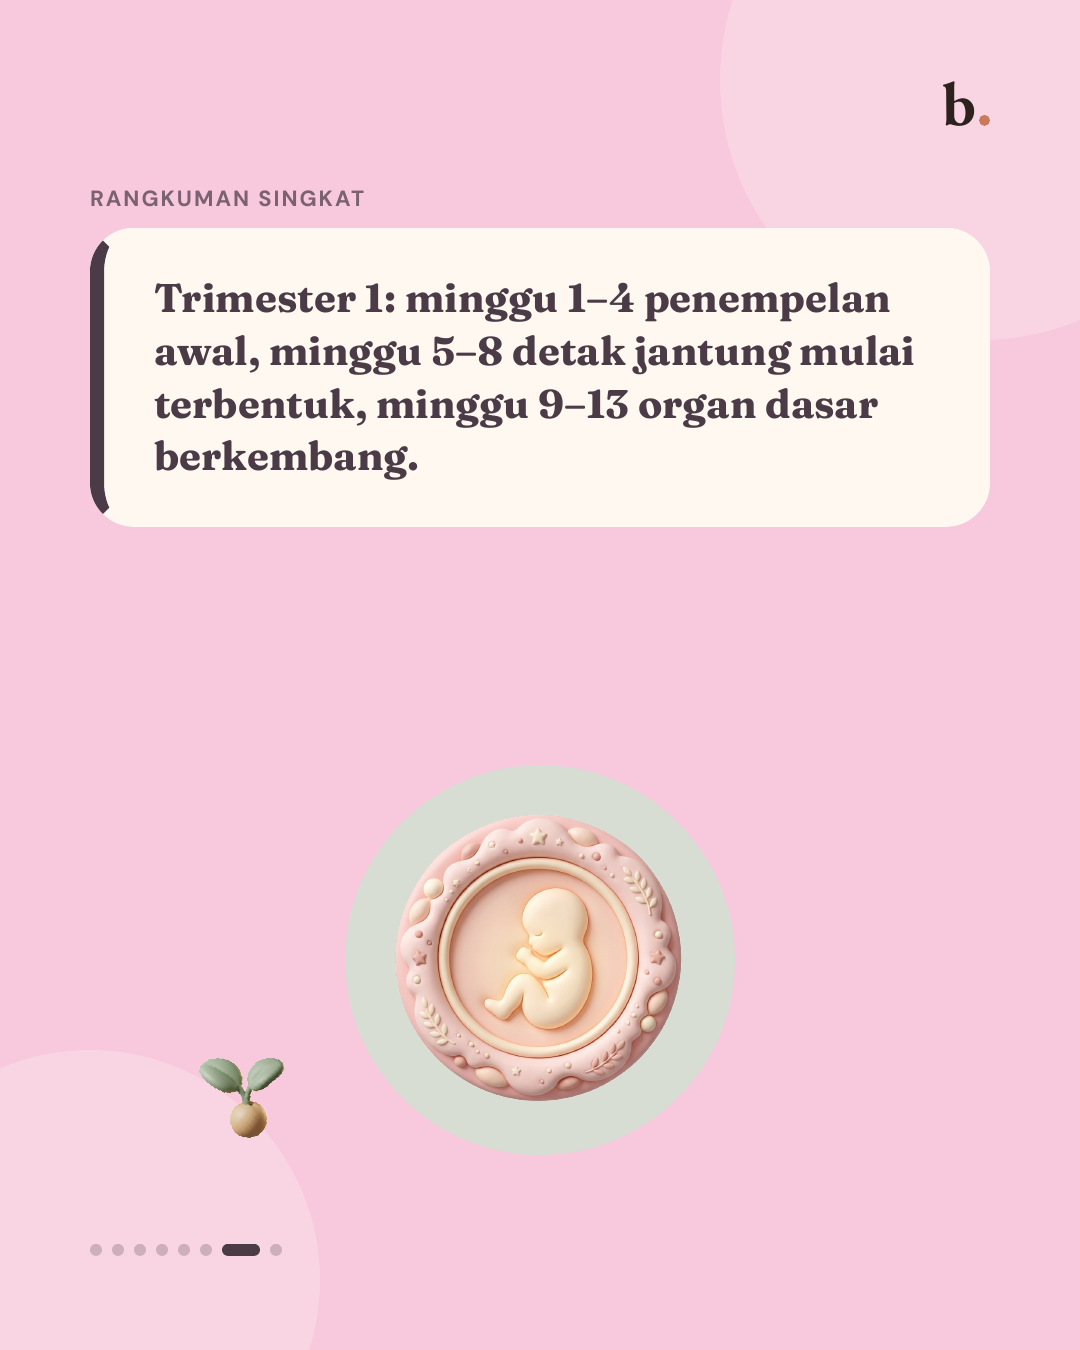 b.
RANGKUMAN SINGKAT
Trimester 1: minggu 1–4 penempelan
awal, minggu 5–8 detak jantung mulai
terbentuk, minggu 9–13 organ dasar
berkembang.